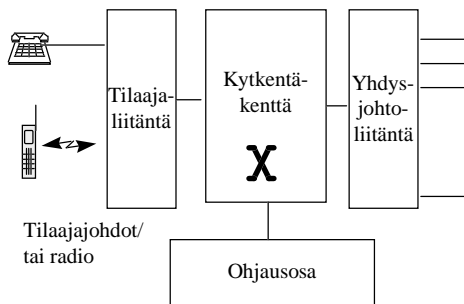 Tilaaja-
liitäntä
Kytkentä-
kenttä
Yhdys-
johto-
liitäntä
Tilaajajohdot/
tai radio
Ohjausosa